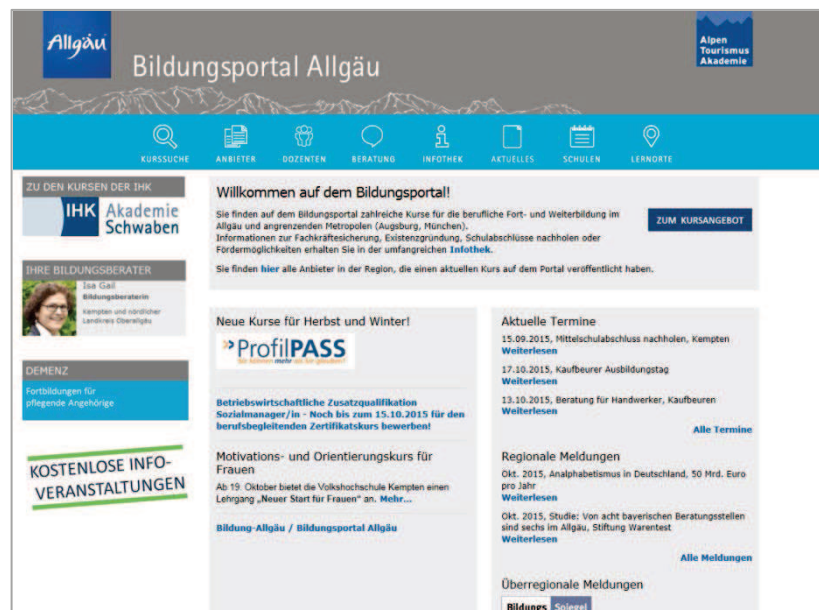 Allgäu
Bildungsportal Allgäu
Alpen
Tourismus
Akademie
KURSSUCHE
ANBIETER
DOZENTEN
BERATUNG
INFOTHEK
AKTUELLES
SCHULEN
LERNORTE
ZU DEN KURSEN DER IHK
IHK Akademie
Schwaben
IHRE BILDUNGSBERATER
Isa Gail
Bildungsberaterin
Kempten und nördlicher
Landkreis Oberallgäu
DEMENZ
Fortbildungen für
pflegende Angehörige
KOSTENLOSE INFO-
VERANSTALTUNGEN
Willkommen auf dem Bildungsportal!
Sie finden auf dem Bildungsportal zahlreiche Kurse für die berufliche Fort- und Weiterbildung im
Allgäu und angrenzenden Metropolen (Augsburg, München).
Informationen zur Fachkräftesicherung, Existenzgründung, Schulabschlüsse nachholen oder
Fördermöglichkeiten erhalten Sie in der umfangreichen Infothek.
Sie finden hier alle Anbieter in der Region, die einen aktuellen Kurs auf dem Portal veröffentlicht haben.
ZUM KURSANGEBOT
Neue Kurse für Herbst und Winter!
ProfilPASS
Betriebswirtschaftliche Zusatzqualifikation
Sozialmanager/in - Noch bis zum 15.10.2015 für den
berufsbegleitenden Zertifikatskurs bewerben!
Motivations- und Orientierungskurs für
Frauen
Ab 19. Oktober bietet die Volkshochschule Kempten einen
Lehrgang „Neuer Start für Frauen" an. Mehr...
Bildung-Allgäu / Bildungsportal Allgäu
Aktuelle Termine
15.09.2015, Mittelschulabschluss nachholen, Kempten
Weiterlesen
17.10.2015, Kaufbeurer Ausbildungstag
Weiterlesen
13.10.2015, Beratung für Handwerker, Kaufbeuren
Weiterlesen
Alle Termine
Regionale Meldungen
Okt. 2015, Analphabetismus in Deutschland, 50 Mrd. Euro
pro Jahr
Weiterlesen
Okt. 2015, Studie: Von acht bayerischen Beratungsstellen
sind sechs im Allgäu, Stiftung Warentest
Weiterlesen
Alle Meldungen
Überregionale Meldungen
Bildungs Spiegel